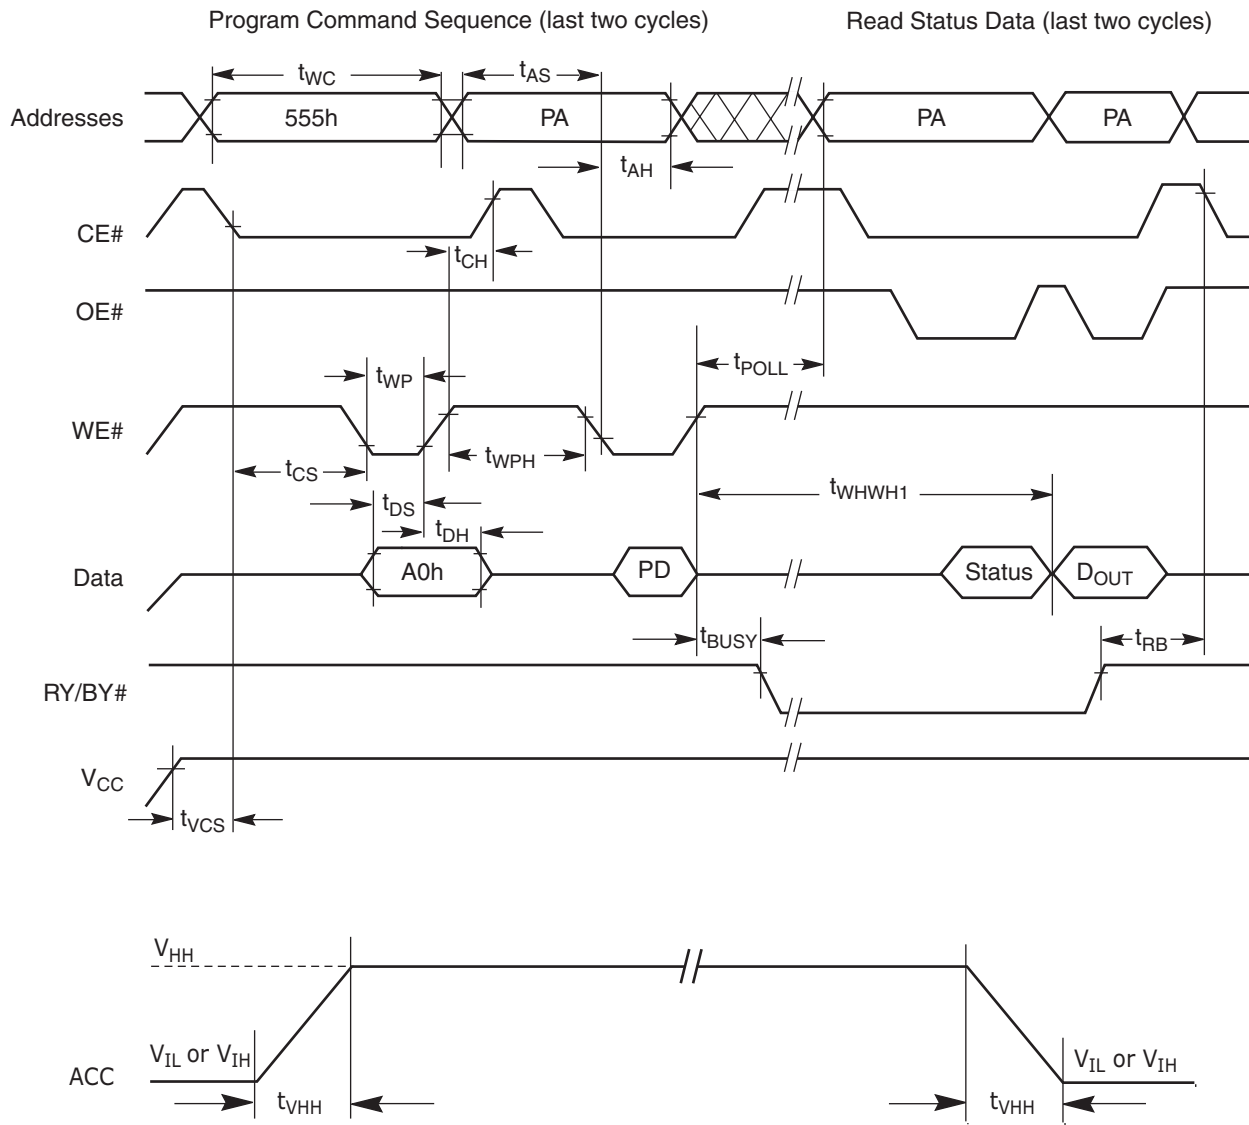 Program Command Sequence (last two cycles) Read Status Data (last two cycles)
tWC tAS
Addresses 555h PA PA PA
tAH
CE#
tCH
OE#
tWP tPOLL
WE#
tCS tWPH tWHWH1
tDS
tDH
Data A0h PD Status DOUT
tBUSY tRB
RY/BY#
VCC
tVCS
VHH
VIL or VIH VIL or VIH
ACC
tVHH tVHH